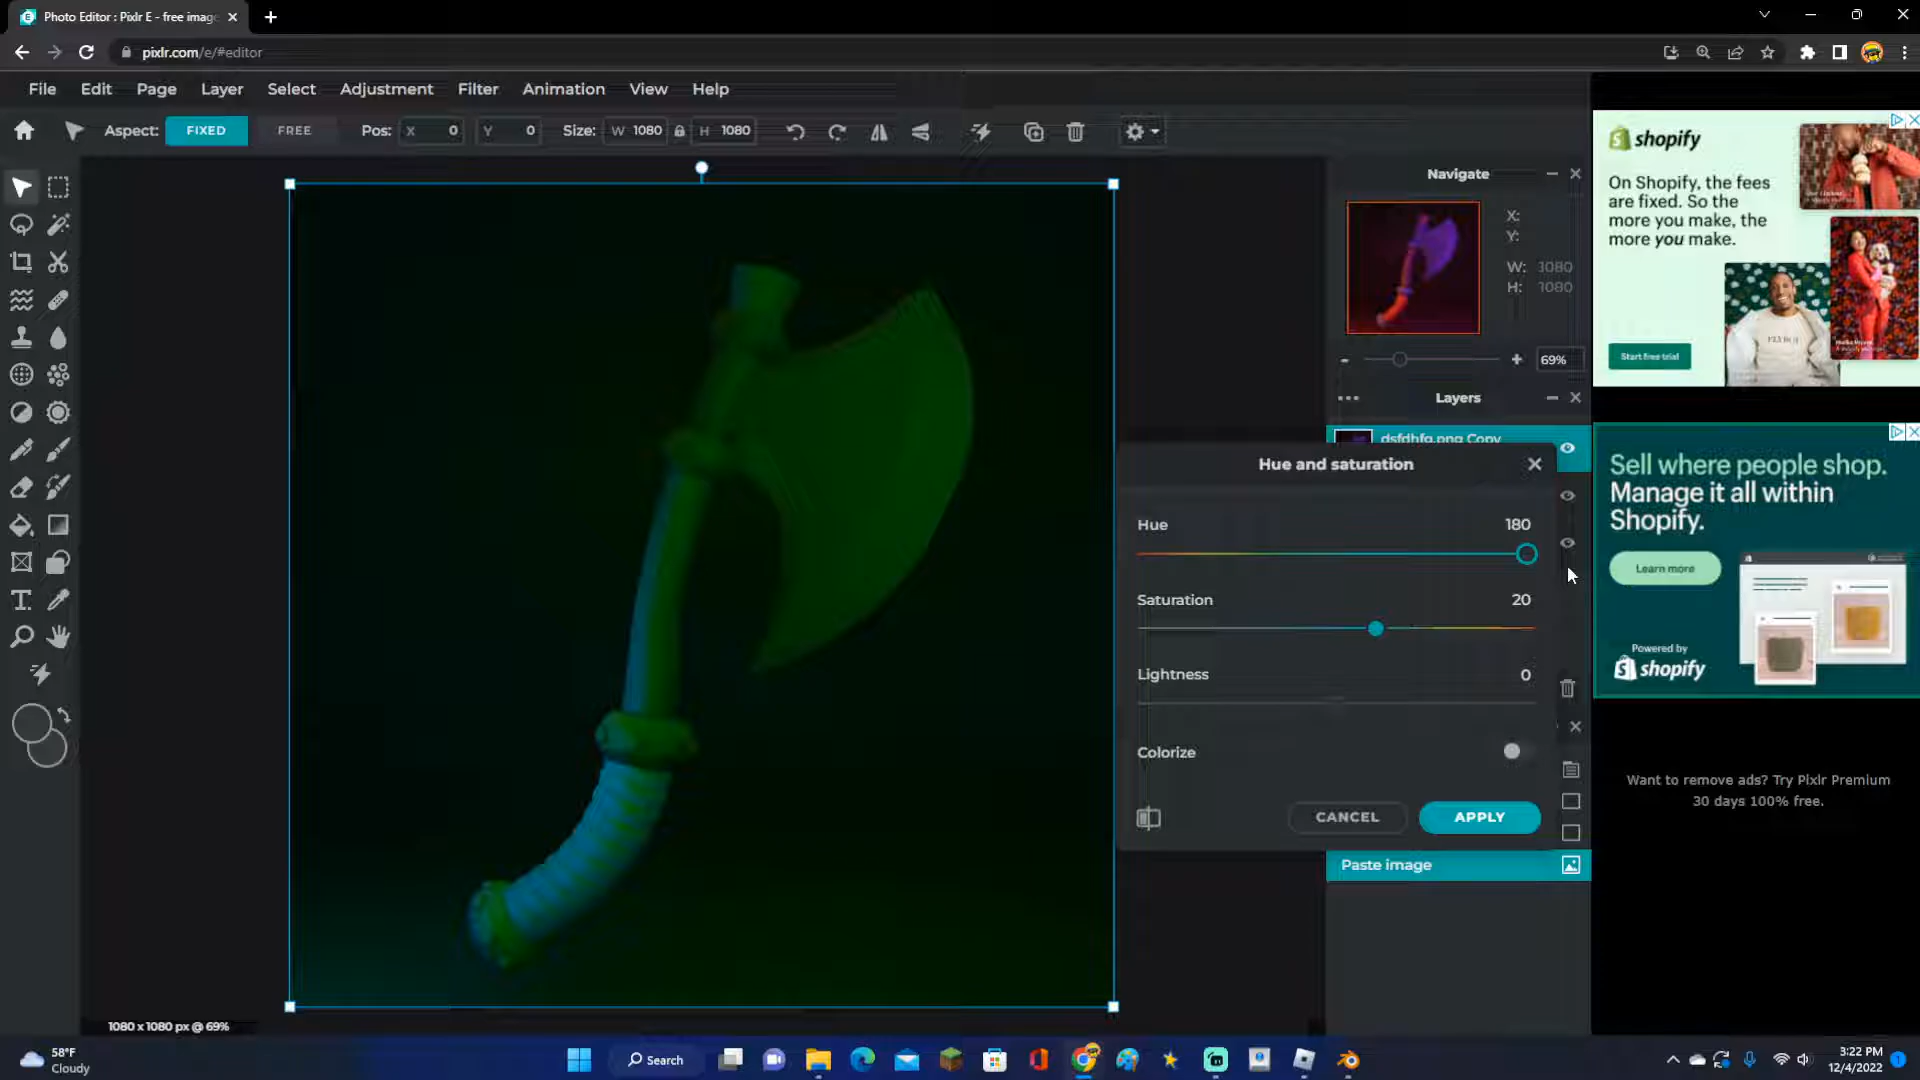 Photo Editor : Pixlr E - free image
pixlr.com/e/#editor
File Edit Page Layer Select Adjustment Filter Animation View Help
Aspect: FIXED FREE Pos: X 0 Y 0 Size: W 1080 H 1080
Navigate
X:
Y:
W: 1080
H: 1080
69%
Layers
dsfdhfg.png Copy
Hue and saturation
Hue 180
Saturation 20
Lightness 0
Colorize
CANCEL APPLY
Paste image
1080 x 1080 px @ 69%
shopify
On Shopify, the fees
are fixed. So the
more you make, the
more you make.
Start free trial
Sell where people shop.
Manage it all within
Shopify.
Learn more
Powered by
shopify
Want to remove ads? Try Pixlr Premium
30 days 100% free.
58°F
Cloudy
Search
3:22 PM
12/4/2022
1